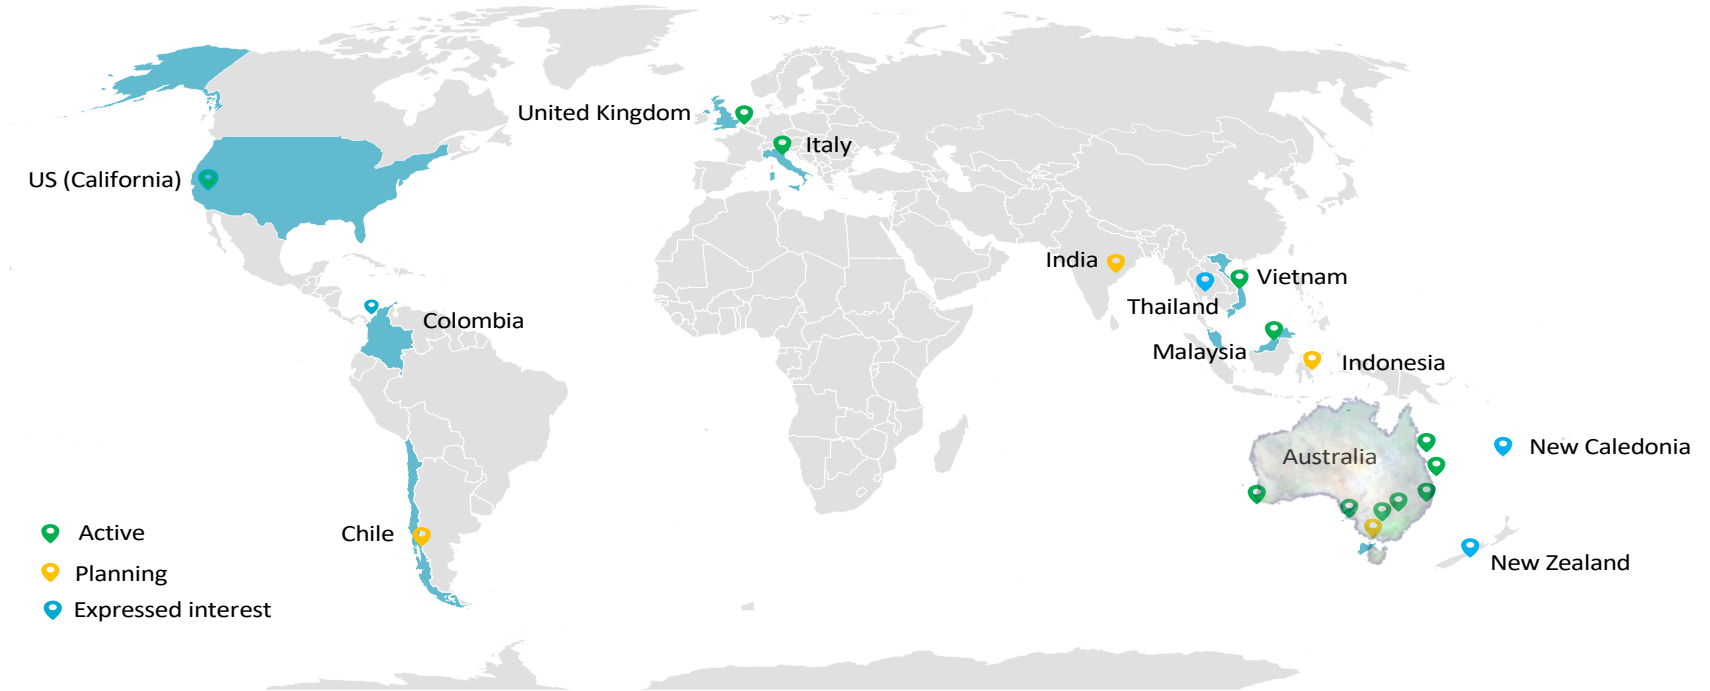 United Kingdom
Italy
US (California)
India
Vietnam
Thailand
Colombia
Malaysia
Indonesia
Australia
New Caledonia
Chile
Active
New Zealand
Planning
Expressed interest